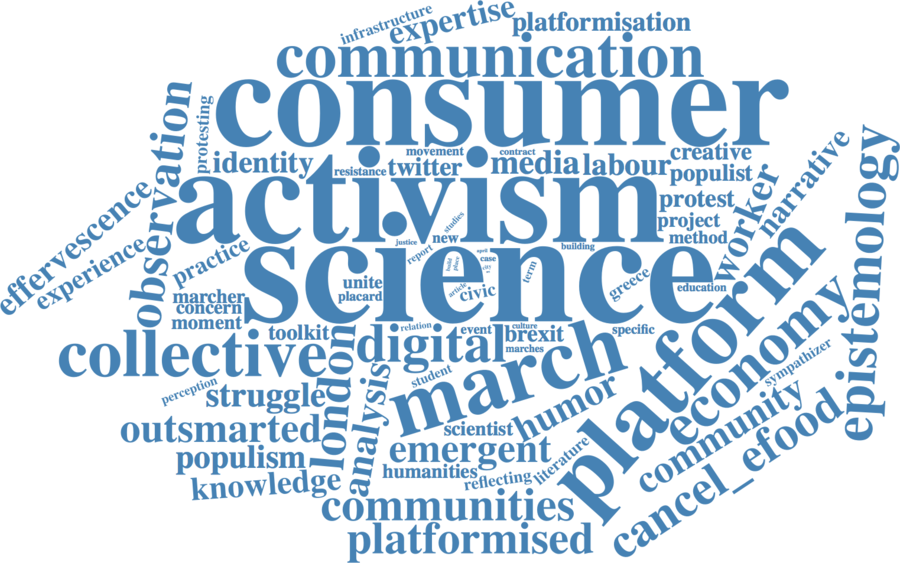 infrastructure
expertise
platformisation
communication
consumer
protesting
observation
identity
movement
contract
resistance
twitter
media
labour
creative
populist
activism
protest
project
method
worker
narrative
epistemology
effervescence
experience
practice
studies
new
justice
report
building
science
build
place
spell
case
article
civic
term
greece
education
marcher
concern
moment
unite
placard
toolkit
relation
event
culture
brexit
marches
specific
collective
london
digital
march
platform
economy
sympathizer
perception
struggle
analysis
student
outsmarted
scientist
humor
populism
emergent
knowledge
humanities
reflecting
literature
community
cancel_efood
communities
platformised